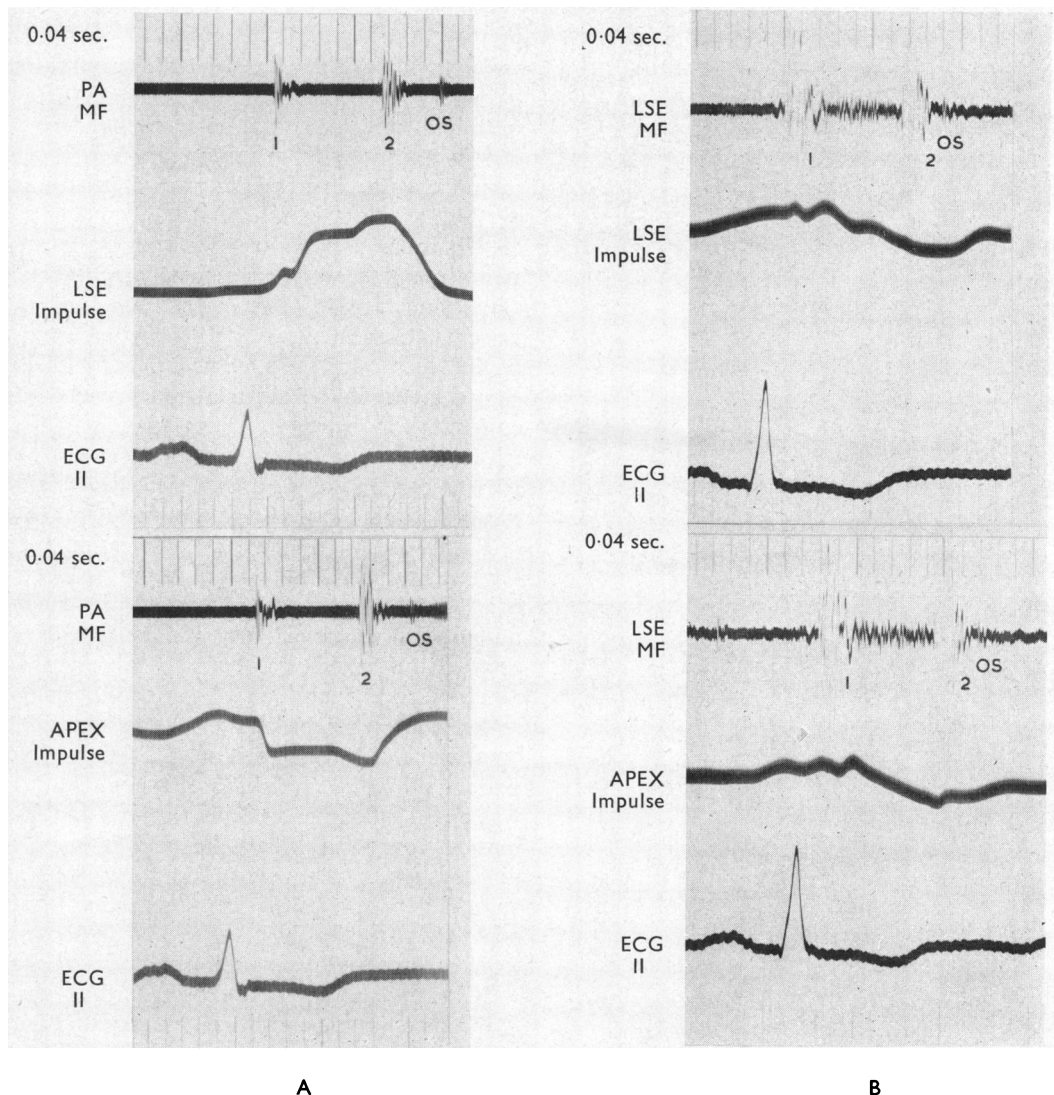 0·04 sec.
PA
MF
OS
1
2
LSE
Impulse
ECG
II
0·04 sec.
PA
MF
OS
1
2
APEX
Impulse
ECG
II
A
0·04 sec.
LSE
MF
OS
1
2
LSE
Impulse
ECG
II
0·04 sec.
LSE
MF
OS
1
2
APEX
Impulse
ECG
II
B